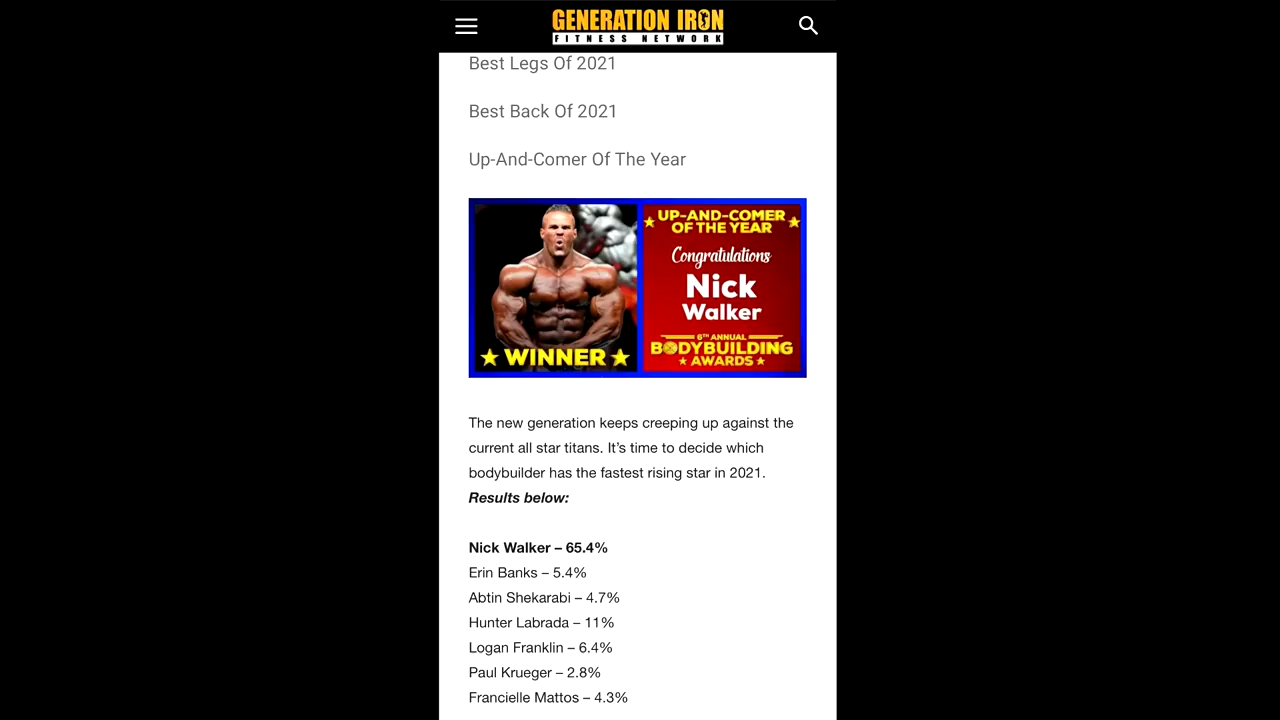 GENERATION IRON
FITNESS NETWORK
Best Legs Of 2021
Best Back Of 2021
Up-And-Comer Of The Year
WINNER
UP-AND-COMER
OF THE YEAR
Congratulations
Nick
Walker
6TH ANNUAL
BODYBUILDING
AWARDS
The new generation keeps creeping up against the
current all star titans. It’s time to decide which
bodybuilder has the fastest rising star in 2021.
Results below:
Nick Walker – 65.4%
Erin Banks – 5.4%
Abtin Shekarabi – 4.7%
Hunter Labrada – 11%
Logan Franklin – 6.4%
Paul Krueger – 2.8%
Francielle Mattos – 4.3%